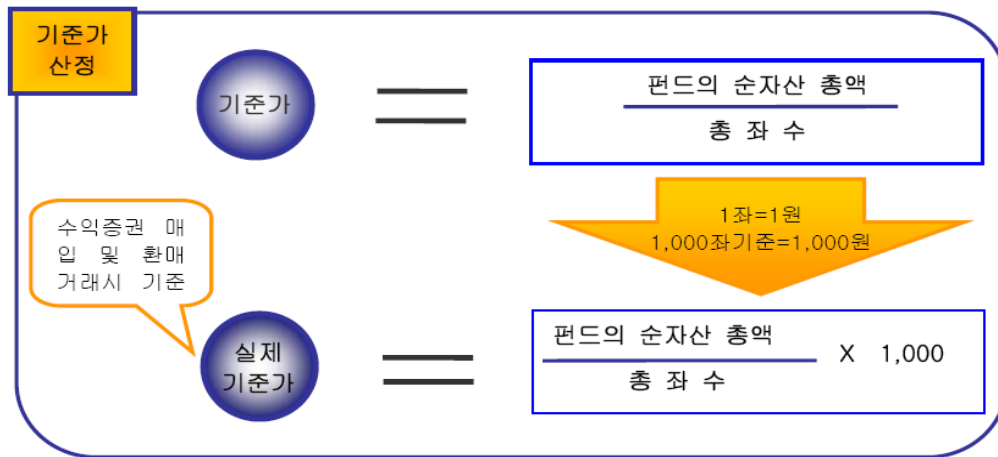 기준가
산정
기준가
펀드의 순자산 총액
총 좌 수
1좌=1원
1,000좌기준=1,000원
수익증권 매
입 및 환매
거래시 기준
실제
기준가
펀드의 순자산 총액
총 좌 수
X 1,000